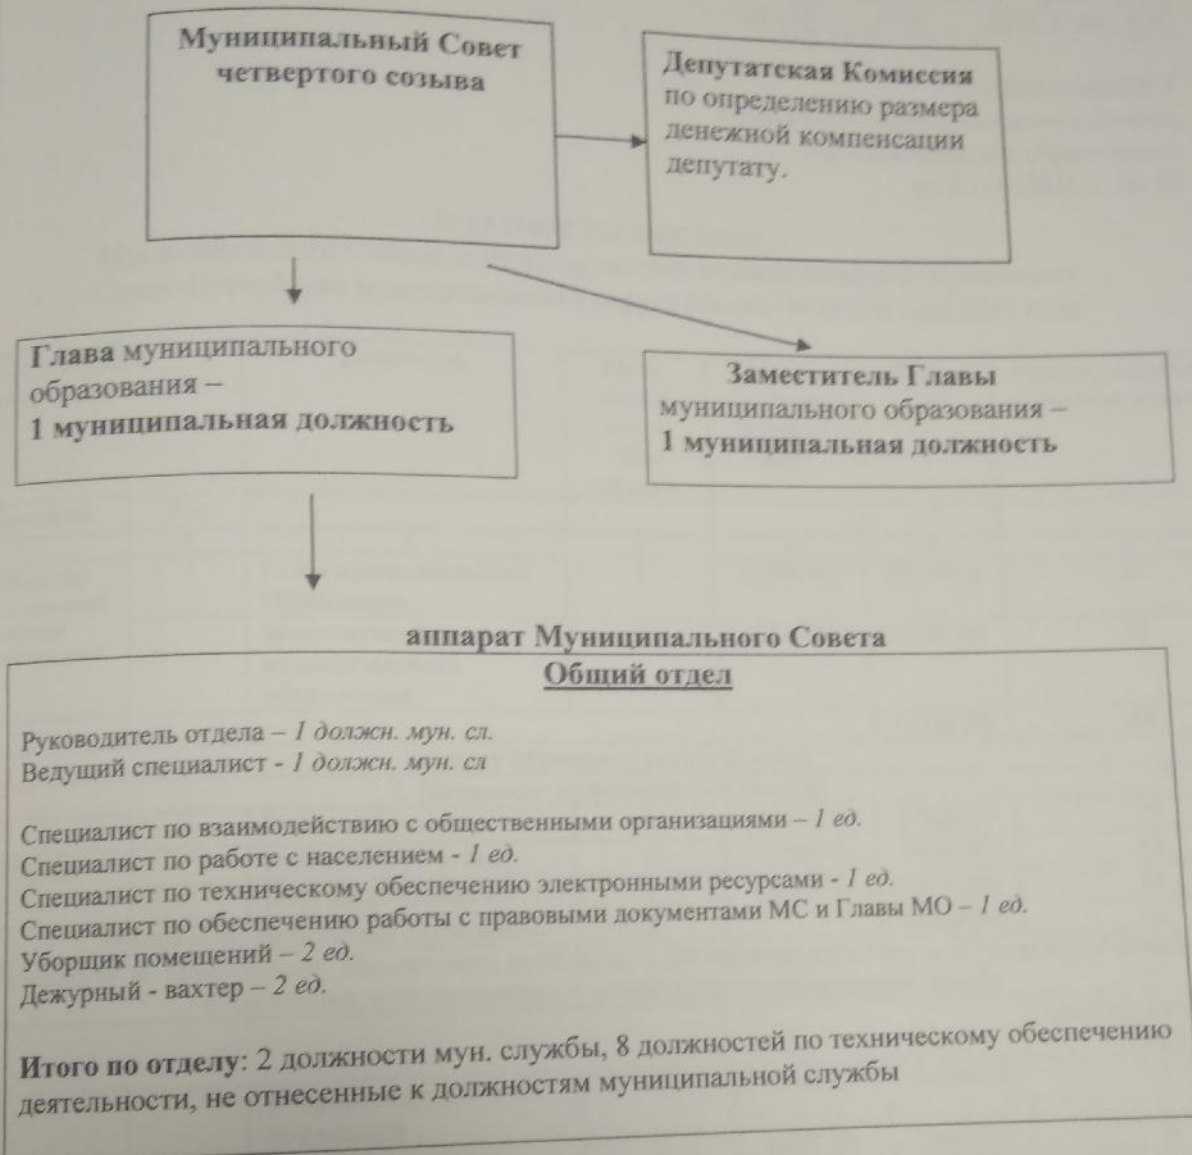 Муниципальный Совет
четвертого созыва
Депутатская Комиссия
по определению размера
денежной компенсации
депутату.
Глава муниципального
образования –
1 муниципальная должность
Заместитель Главы
муниципального образования –
1 муниципальная должность
аппарат Муниципального Совета
Общий отдел
Руководитель отдела – 1 должн. мун. сл.
Ведущий специалист - 1 должн. мун. сл
Специалист по взаимодействию с общественными организациями – 1 ед.
Специалист по работе с населением - 1 ед.
Специалист по техническому обеспечению электронными ресурсами - 1 ед.
Специалист по обеспечению работы с правовыми документами МС и Главы МО – 1 ед.
Уборщик помещений – 2 ед.
Дежурный - вахтер – 2 ед.
Итого по отделу: 2 должности мун. службы, 8 должностей по техническому обеспечению
деятельности, не отнесенные к должностям муниципальной службы